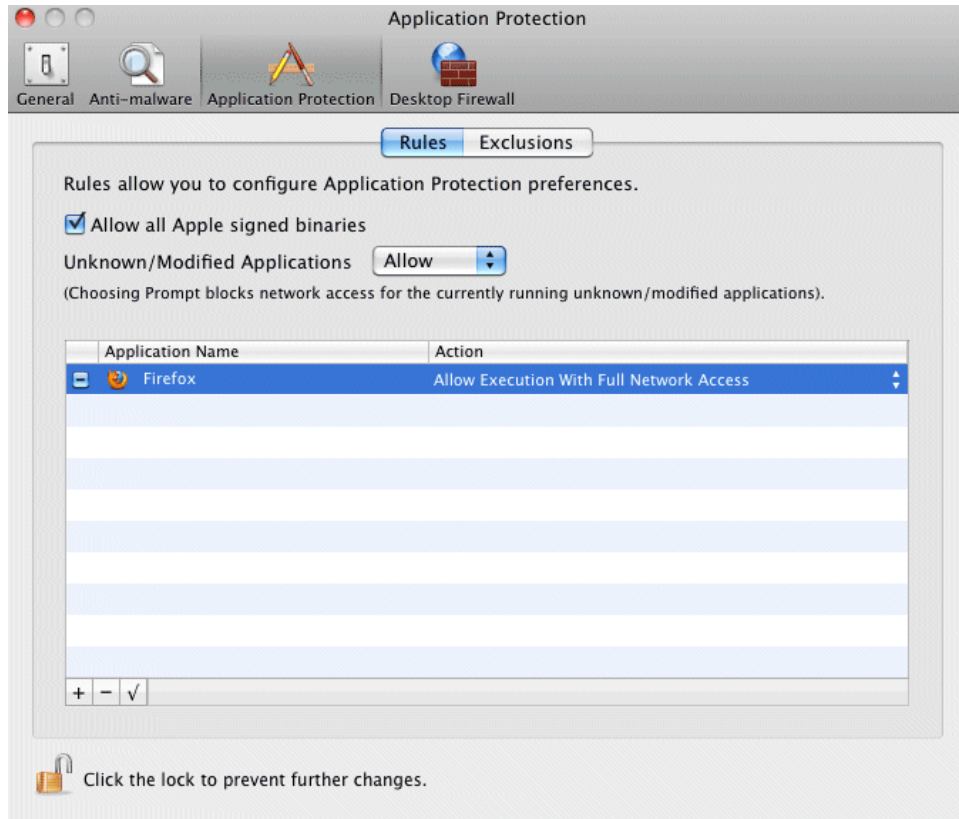 Application Protection
General Anti-malware Application Protection Desktop Firewall
Rules Exclusions
Rules allow you to configure Application Protection preferences.
Allow all Apple signed binaries
Unknown/Modified Applications Allow
(Choosing Prompt blocks network access for the currently running unknown/modified applications).
Application Name Action
Firefox Allow Execution With Full Network Access
+ − √
Click the lock to prevent further changes.